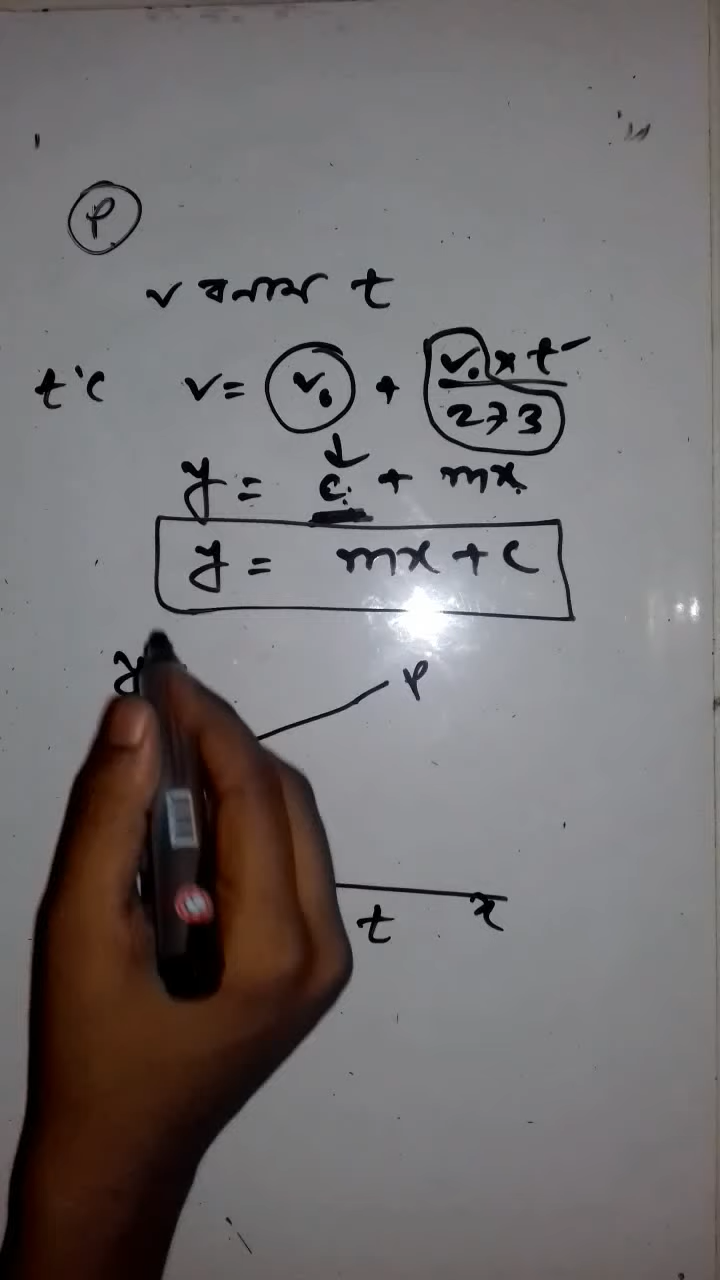 P
v বনাম t
t°c v = v₀ + v₀ x t / 273
y = c + mx
y = mx + c
y P
t x